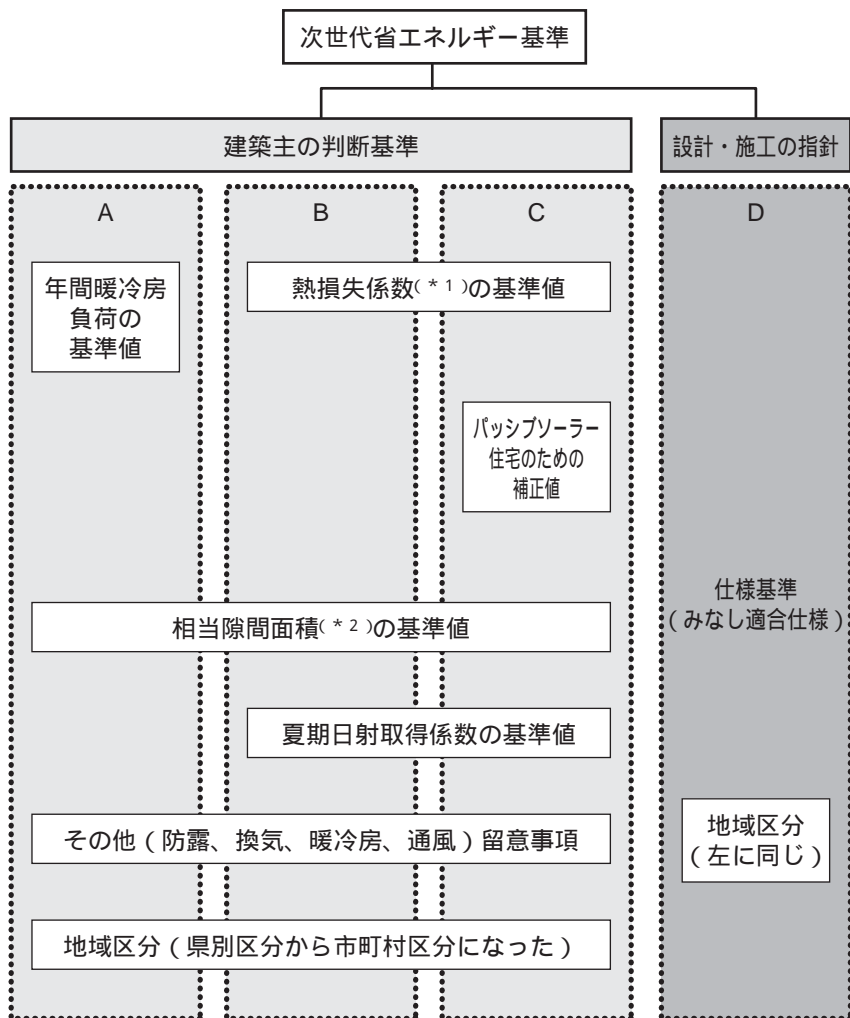 次世代省エネルギー基準
建築主の判断基準
設計・施工の指針
A
B
C
D
年間暖冷房
負荷の
基準値
熱損失係数(*1)の基準値
パッシブソーラー
住宅のための
補正値
仕様基準
(みなし適合仕様)
相当隙間面積(*2)の基準値
夏期日射取得係数の基準値
その他(防露、換気、暖冷房、通風)留意事項
地域区分
(左に同じ)
地域区分(県別区分から市町村区分になった)